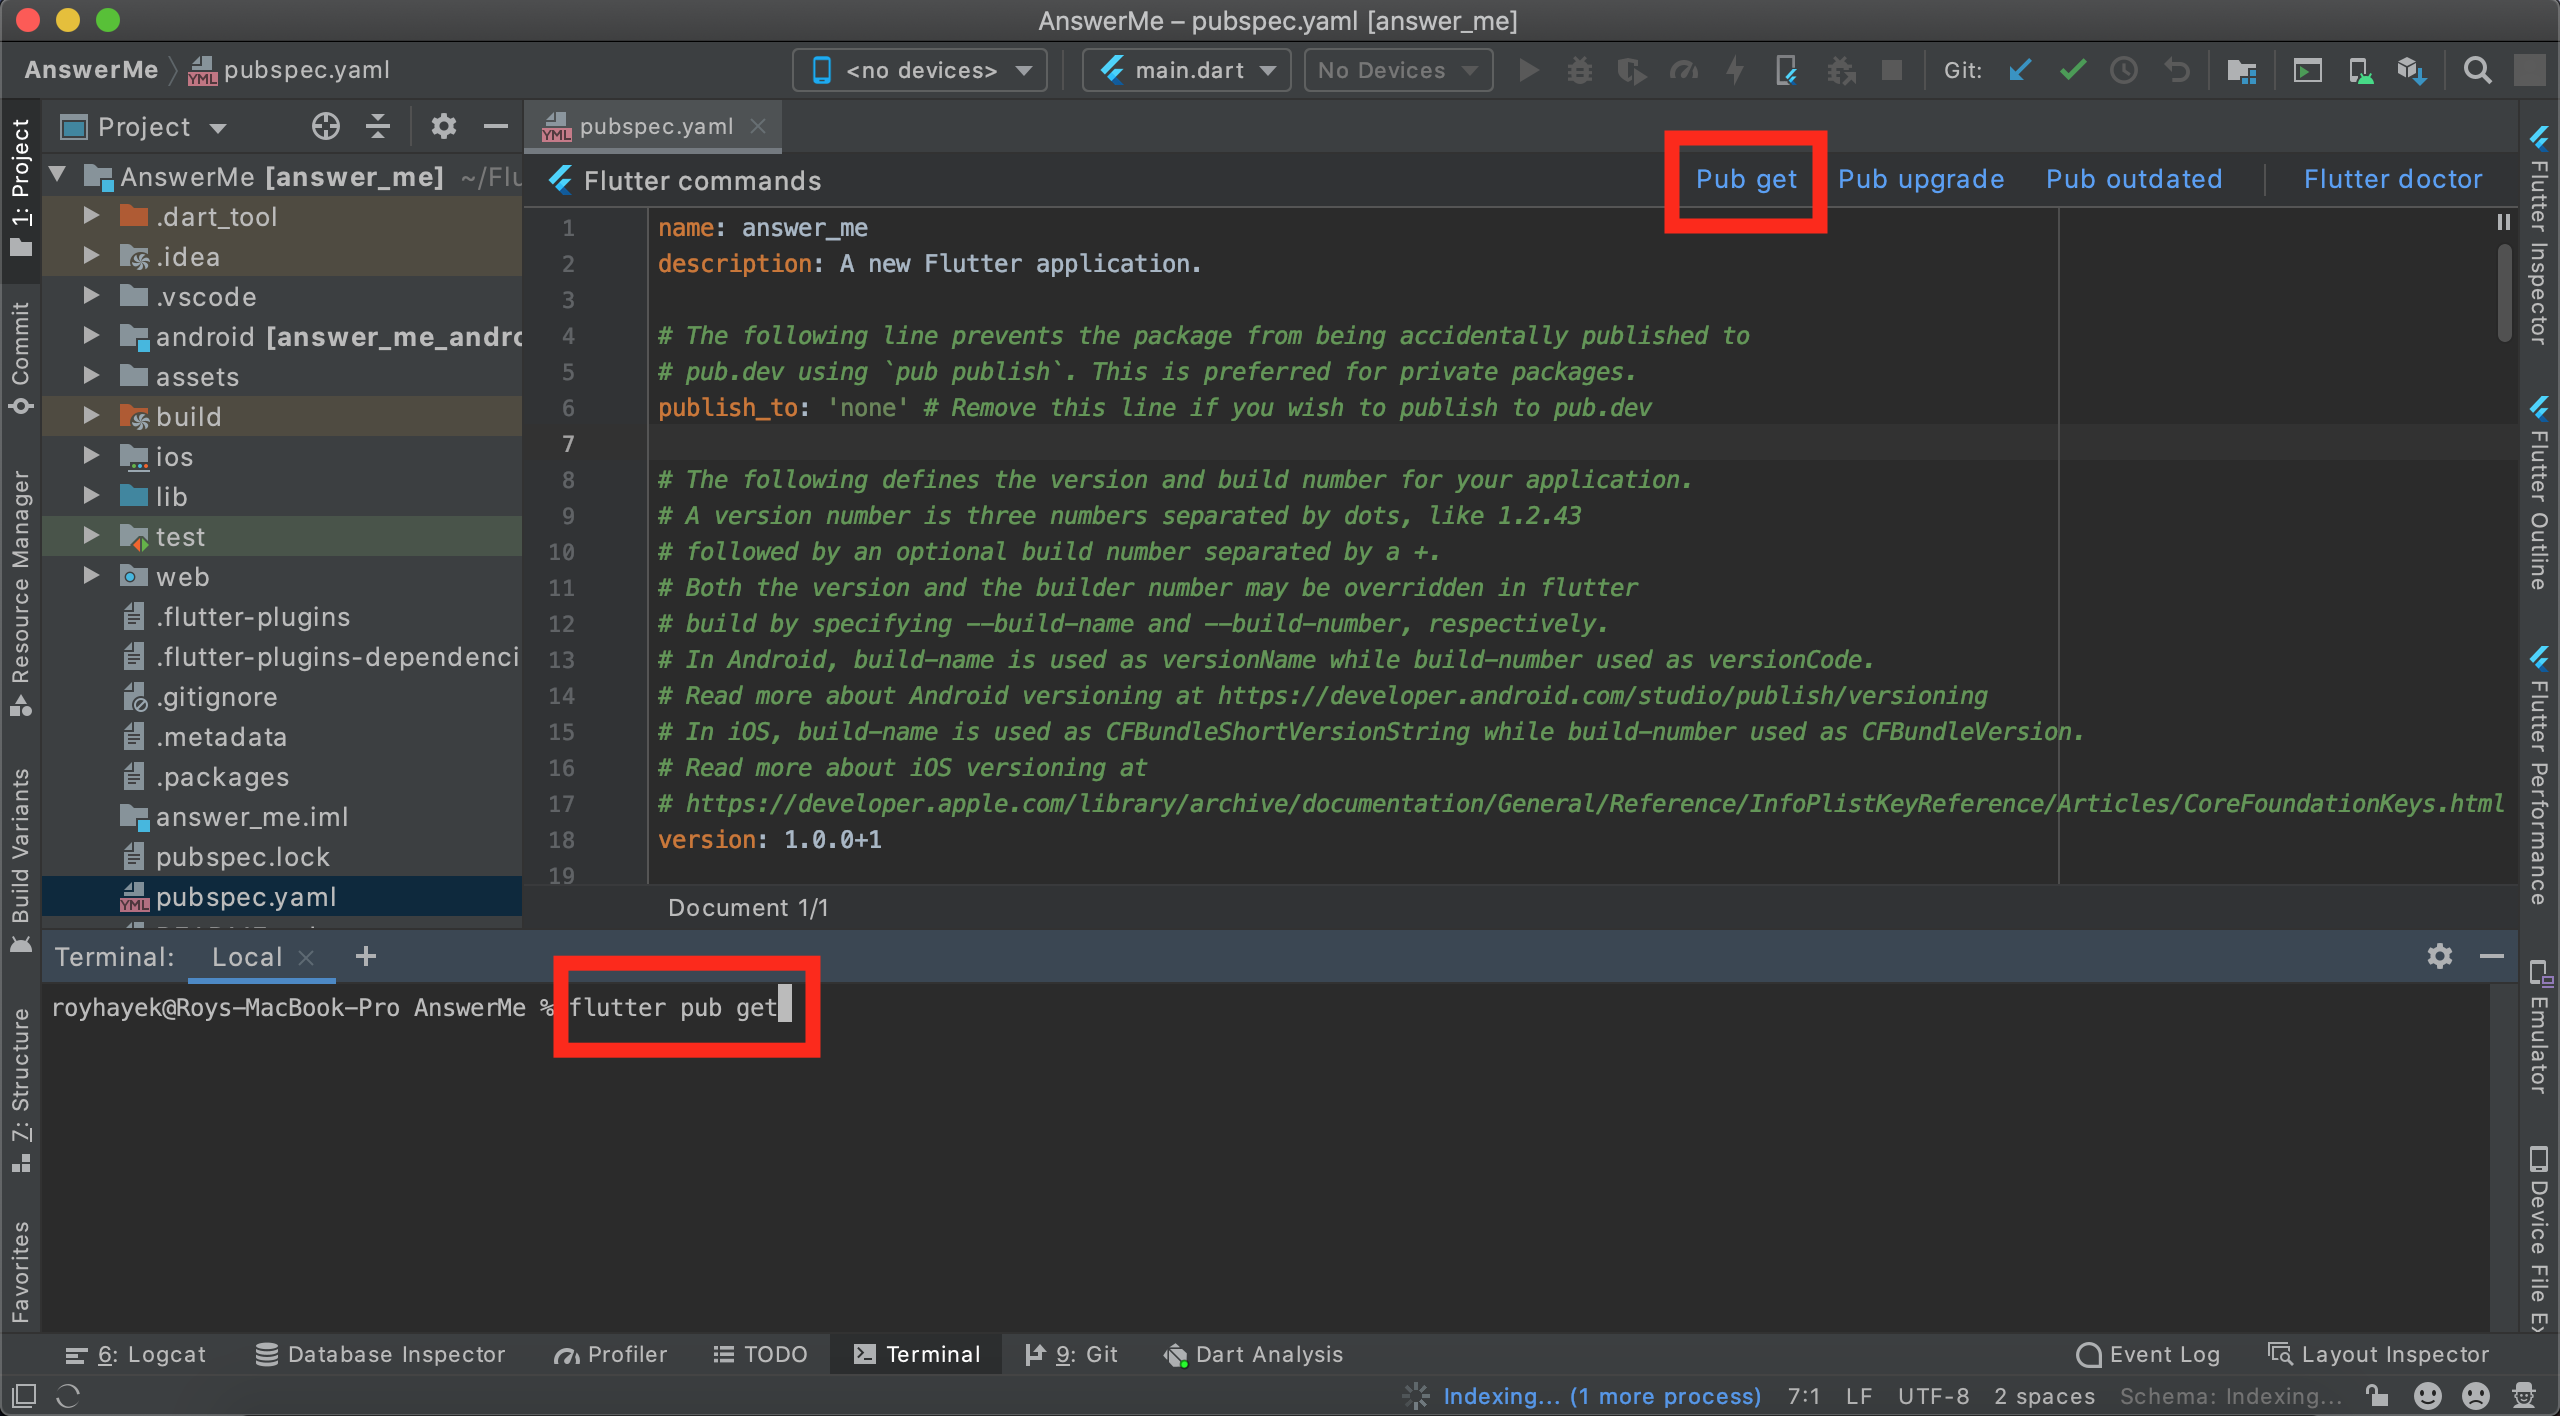 AnswerMe – pubspec.yaml [answer_me]
AnswerMe
YML
pubspec.yaml
<no devices>
main.dart
No Devices
Git:
1: Project
Commit
Resource Manager
Build Variants
Z: Structure
Favorites
Project
AnswerMe [answer_me] ~/Flu
.dart_tool
.idea
.vscode
android [answer_me_andro
assets
build
ios
lib
test
web
.flutter-plugins
.flutter-plugins-dependenci
.gitignore
.metadata
.packages
answer_me.iml
pubspec.lock
YML pubspec.yaml
YML pubspec.yaml
Flutter commands
Pub get
Pub upgrade
Pub outdated
Flutter doctor
1 name: answer_me
2 description: A new Flutter application.
3
4 # The following line prevents the package from being accidentally published to
5 # pub.dev using `pub publish`. This is preferred for private packages.
6 publish_to: 'none' # Remove this line if you wish to publish to pub.dev
7
8 # The following defines the version and build number for your application.
9 # A version number is three numbers separated by dots, like 1.2.43
10 # followed by an optional build number separated by a +.
11 # Both the version and the builder number may be overridden in flutter
12 # build by specifying --build-name and --build-number, respectively.
13 # In Android, build-name is used as versionName while build-number used as versionCode.
14 # Read more about Android versioning at https://developer.android.com/studio/publish/versioning
15 # In iOS, build-name is used as CFBundleShortVersionString while build-number used as CFBundleVersion.
16 # Read more about iOS versioning at
17 # https://developer.apple.com/library/archive/documentation/General/Reference/InfoPlistKeyReference/Articles/CoreFoundationKeys.html
18 version: 1.0.0+1
19
Document 1/1
Flutter Inspector
Flutter Outline
Flutter Performance
Emulator
Device File Ex
Terminal:
Local
royhayek@Roys-MacBook-Pro AnswerMe % flutter pub get
6: Logcat
Database Inspector
Profiler
TODO
Terminal
9: Git
Dart Analysis
Event Log
Layout Inspector
Indexing... (1 more process)
7:1
LF
UTF-8
2 spaces
Schema: Indexing...